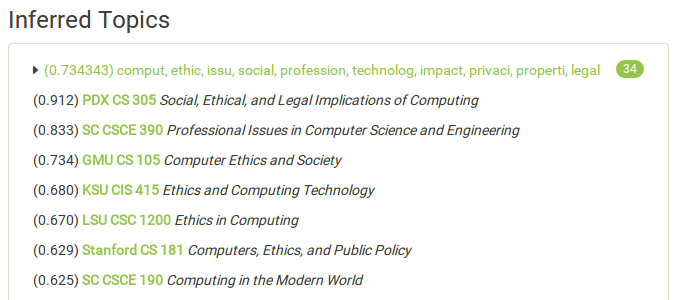 Inferred Topics
(0.734343) comput, ethic, issu, social, profession, technolog, impact, privaci, properti, legal 34
(0.912) PDX CS 305 Social, Ethical, and Legal Implications of Computing
(0.833) SC CSCE 390 Professional Issues in Computer Science and Engineering
(0.734) GMU CS 105 Computer Ethics and Society
(0.680) KSU CIS 415 Ethics and Computing Technology
(0.670) LSU CSC 1200 Ethics in Computing
(0.629) Stanford CS 181 Computers, Ethics, and Public Policy
(0.625) SC CSCE 190 Computing in the Modern World